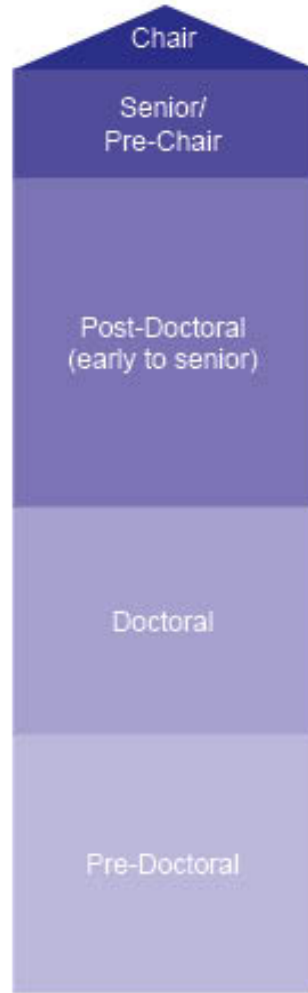 Chair
Senior/
Pre-Chair
Post-Doctoral
(early to senior)
Doctoral
Pre-Doctoral